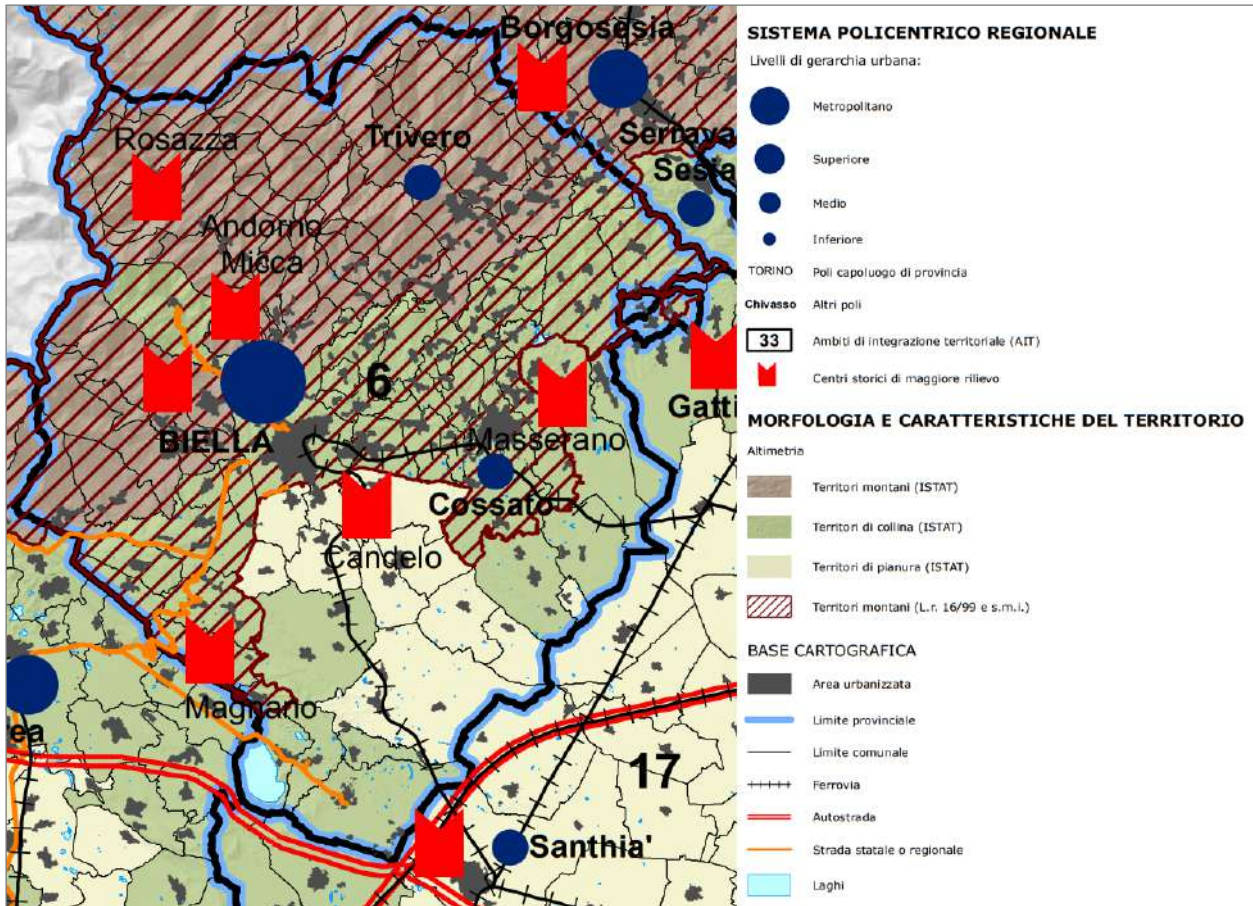 Borgosesia
Rosazza
Trivero
Serrava
Sesia
Andorno
Micca
6
Gatti
BIELLA
Masserano
Cossato
Candelo
Magnano
ea
17
Santhia'
SISTEMA POLICENTRICO REGIONALE
Livelli di gerarchia urbana:
Metropolitano
Superiore
Medio
Inferiore
TORINO Poli capoluogo di provincia
Chivasso Altri poli
33 Ambiti di integrazione territoriale (AIT)
Centri storici di maggiore rilievo
MORFOLOGIA E CARATTERISTICHE DEL TERRITORIO
Altimetria
Territori montani (ISTAT)
Territori di collina (ISTAT)
Territori di pianura (ISTAT)
Territori montani (L.r. 16/99 e s.m.i.)
BASE CARTOGRAFICA
Area urbanizzata
Limite provinciale
Limite comunale
Ferrovia
Autostrada
Strada statale o regionale
Laghi